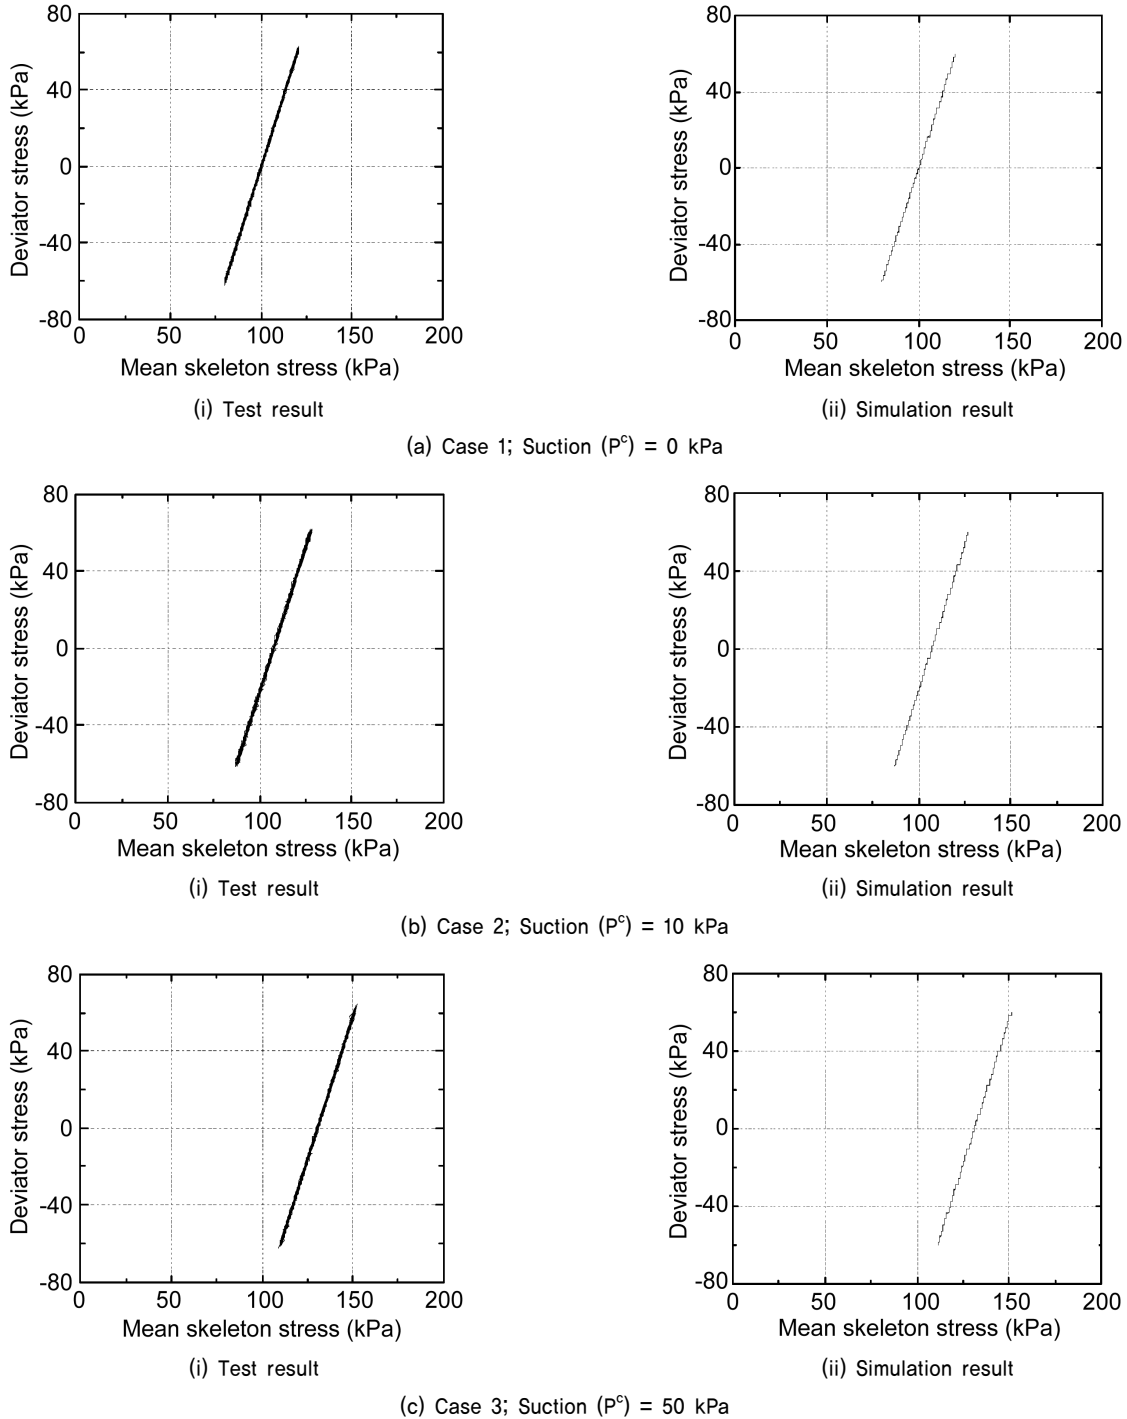 80
40
0
-40
-80
Deviator stress (kPa)
0 50 100 150 200
Mean skeleton stress (kPa)
(i) Test result
80
40
0
-40
-80
Deviator stress (kPa)
0 50 100 150 200
Mean skeleton stress (kPa)
(ii) Simulation result
(a) Case 1; Suction (Pᶜ) = 0 kPa
80
40
0
-40
-80
Deviator stress (kPa)
0 50 100 150 200
Mean skeleton stress (kPa)
(i) Test result
80
40
0
-40
-80
Deviator stress (kPa)
0 50 100 150 200
Mean skeleton stress (kPa)
(ii) Simulation result
(b) Case 2; Suction (Pᶜ) = 10 kPa
80
40
0
-40
-80
Deviator stress (kPa)
0 50 100 150 200
Mean skeleton stress (kPa)
(i) Test result
80
40
0
-40
-80
Deviator stress (kPa)
0 50 100 150 200
Mean skeleton stress (kPa)
(ii) Simulation result
(c) Case 3; Suction (Pᶜ) = 50 kPa